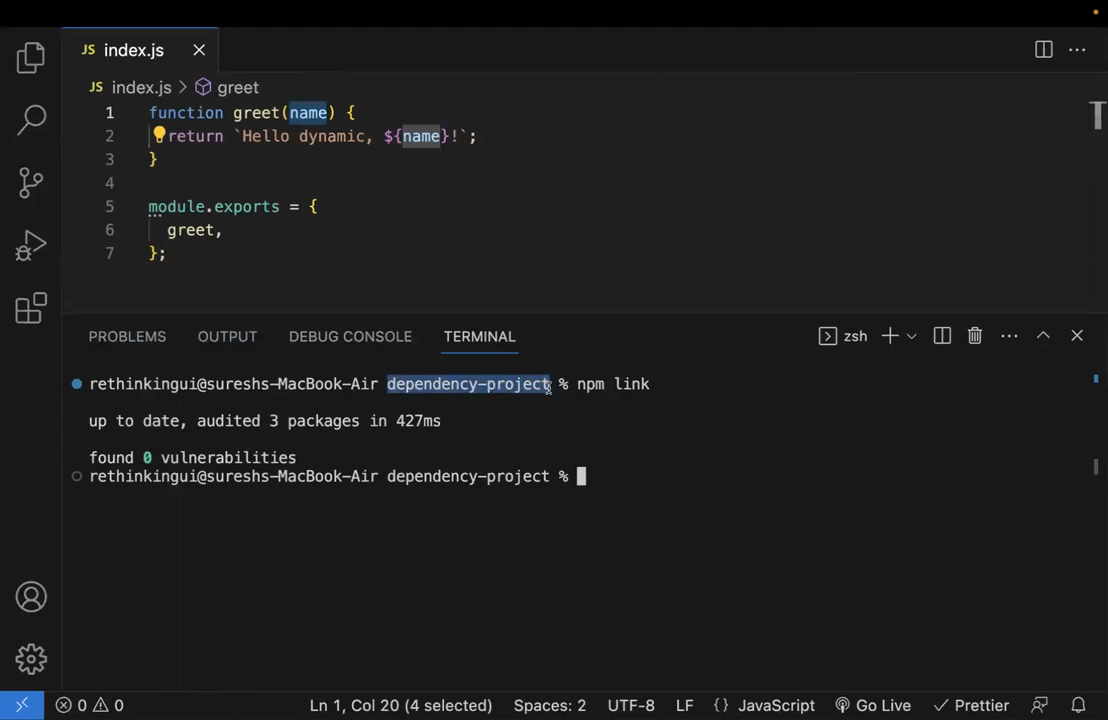 JS index.js
JS index.js > greet
1 function greet(name) {
2 return `Hello dynamic, ${name}!`;
3 }
4
5 module.exports = {
6 greet,
7 };
PROBLEMS OUTPUT DEBUG CONSOLE TERMINAL zsh
rethinkingui@sureshs-MacBook-Air dependency-project % npm link
up to date, audited 3 packages in 427ms
found 0 vulnerabilities
rethinkingui@sureshs-MacBook-Air dependency-project %
0 0 Ln 1, Col 20 (4 selected) Spaces: 2 UTF-8 LF {} JavaScript Go Live Prettier